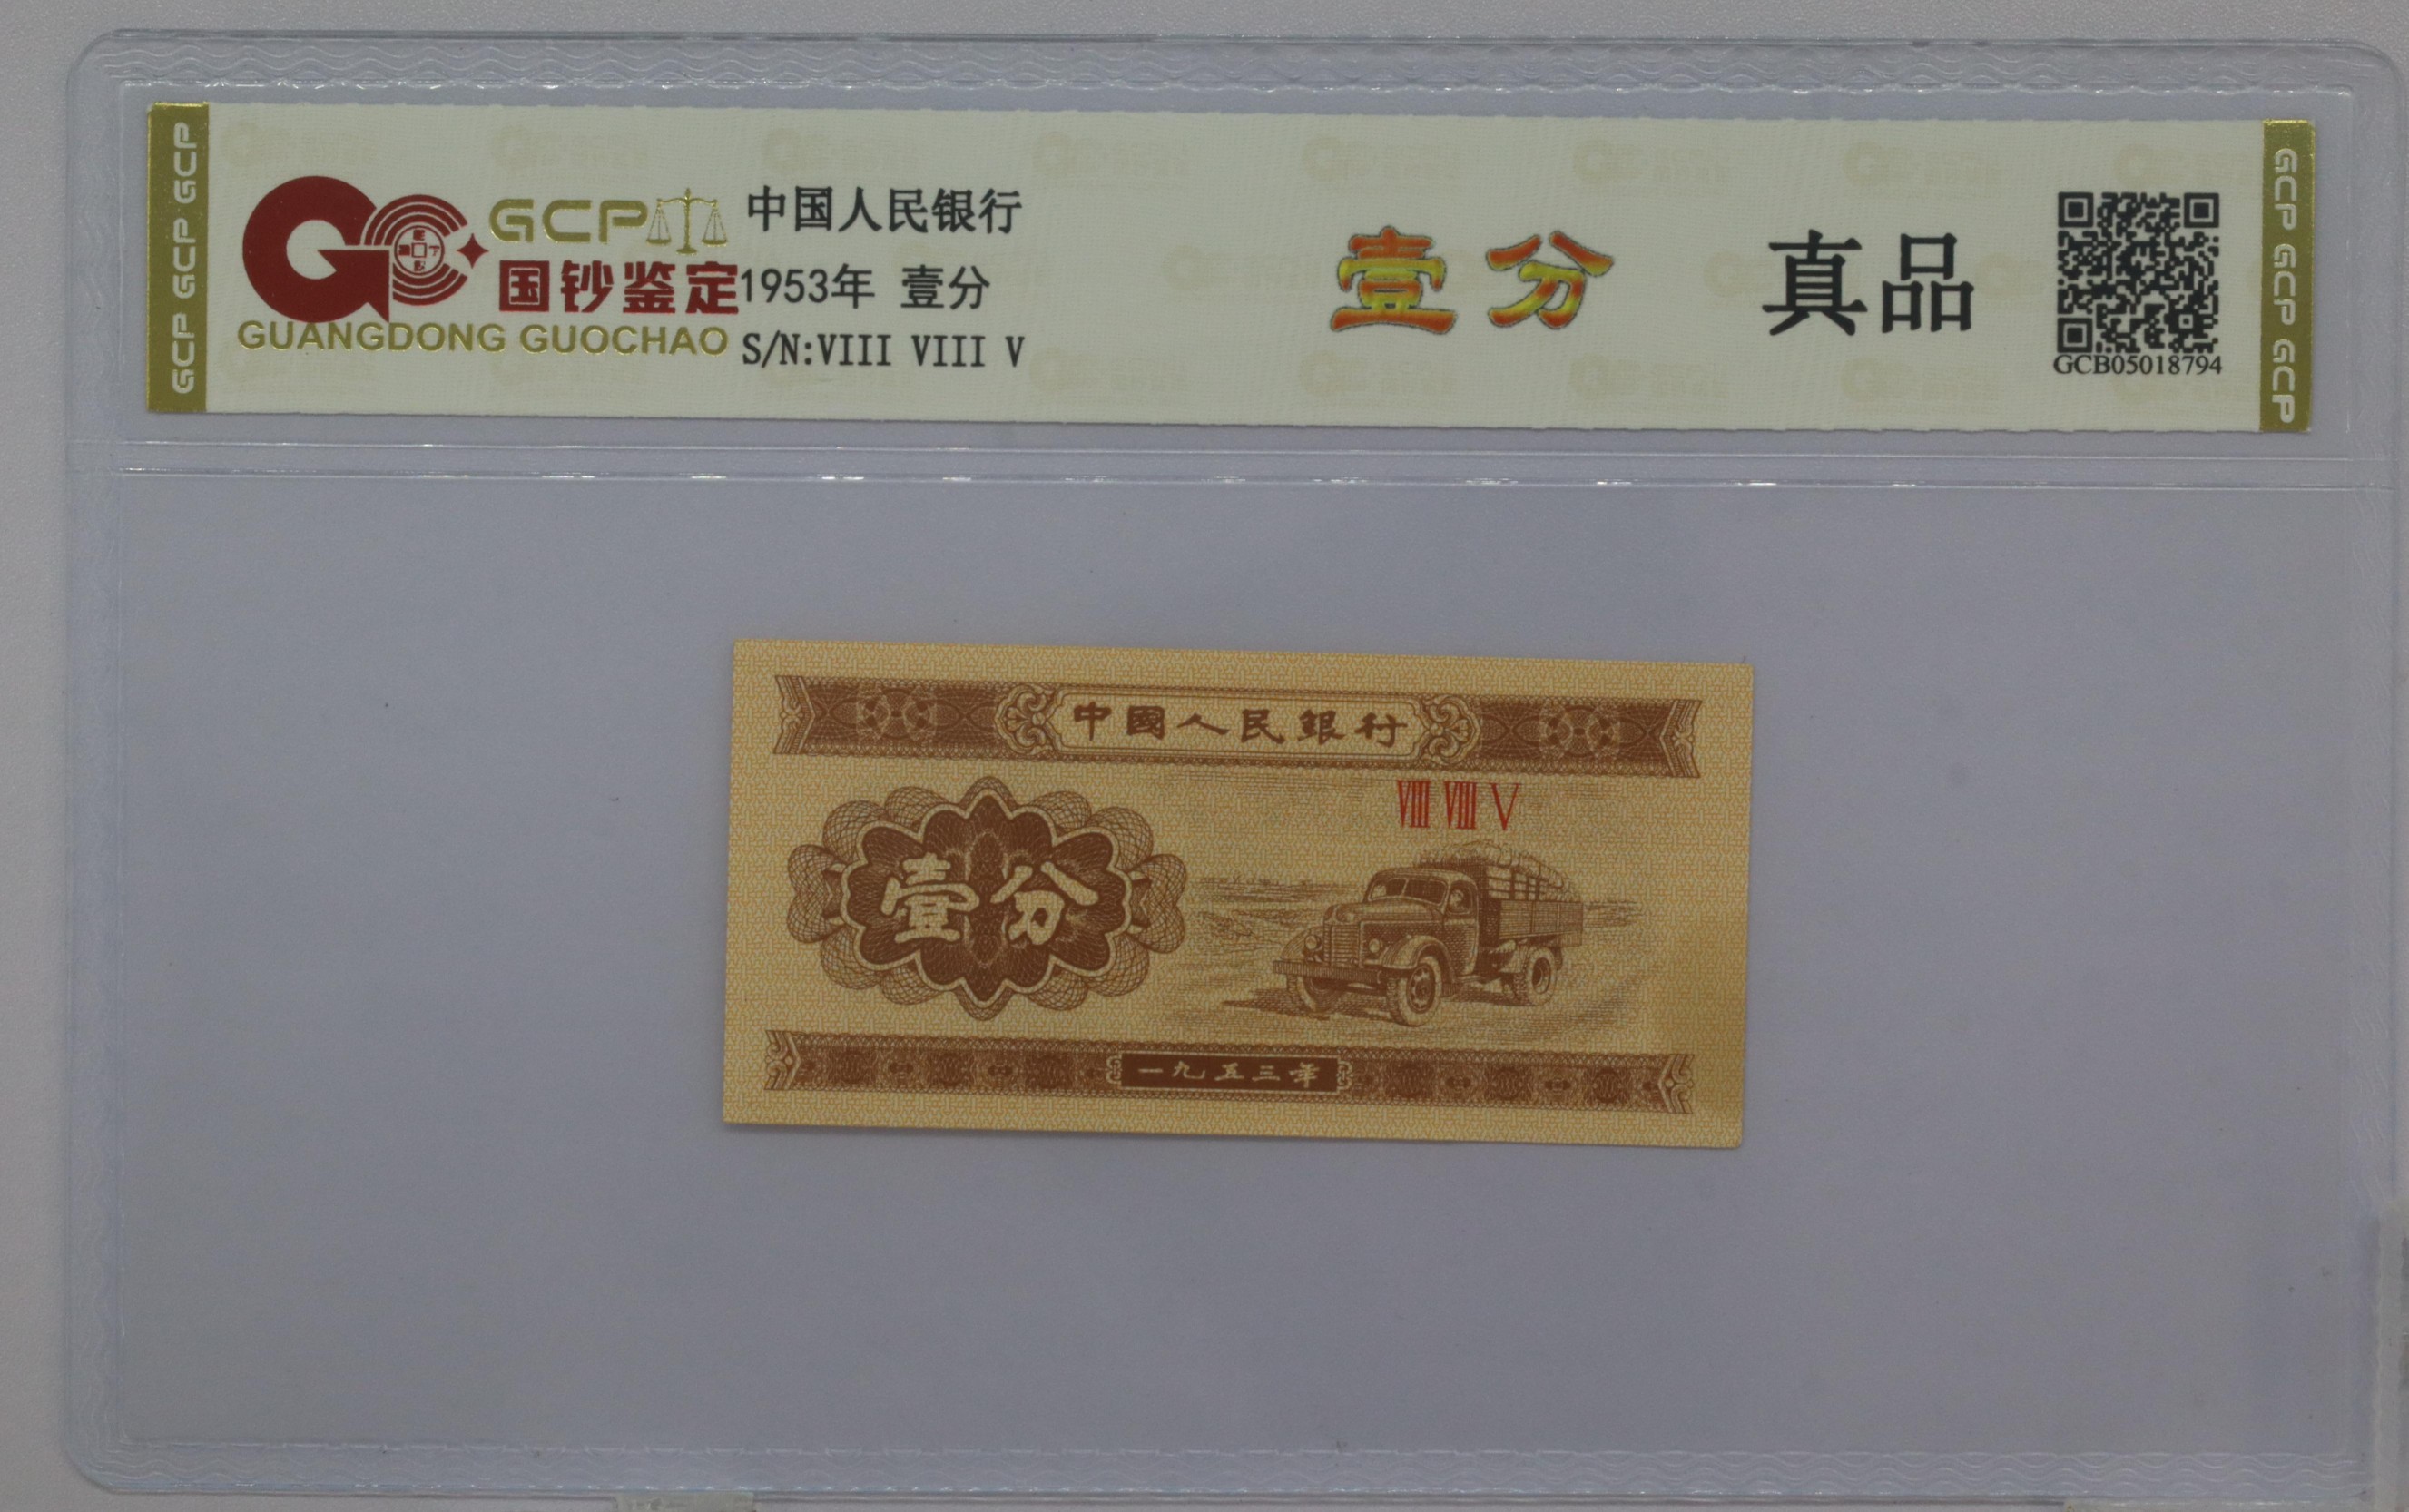 GCP GCP GCP
GCP
国钞鉴定
GUANGDONG GUOCHAO
中国人民银行
1953年 壹分
S/N:VIII VIII V
壹分
真品
GCB05018794
GCP GCP GCP
中國人民銀行
VIII VIII V
壹分
一九五三年